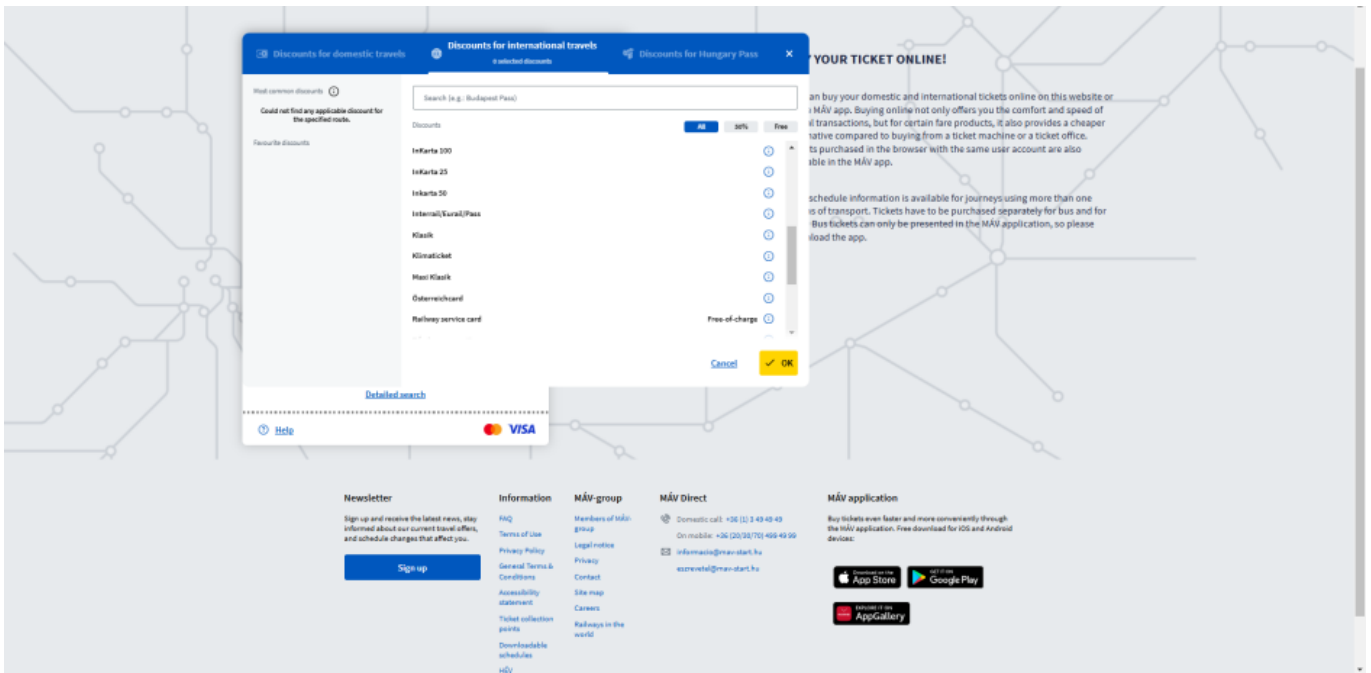 Discounts for domestic travels
Discounts for international travels
0 selected discounts
Discounts for Hungary Pass
×
Most common discounts
Could not find any applicable discount for
the specified route.
Favourite discounts
Search (e.g.: Budapest Pass)
Discounts
All
50%
Free
InKarta 100
InKarta 25
Inkarta 50
Interrail/Eurail/Pass
Klasik
Klimaticket
Maxi Klasik
Österreichcard
Railway service card
Free-of-charge
Cancel
OK
Detailed search
Help
VISA
YOUR TICKET ONLINE!
an buy your domestic and international tickets online on this website or
MÁV app. Buying online not only offers you the comfort and speed of
l transactions, but for certain fare products, it also provides a cheaper
native compared to buying from a ticket machine or a ticket office.
ts purchased in the browser with the same user account are also
able in the MÁV app.
schedule information is available for journeys using more than one
s of transport. Tickets have to be purchased separately for bus and for
Bus tickets can only be presented in the MÁV application, so please
load the app.
Newsletter
Sign up and receive the latest news, stay
informed about our current travel offers,
and schedule changes that affect you.
Sign up
Information
FAQ
Terms of Use
Privacy Policy
General Terms &
Conditions
Accessibility
statement
Ticket collection
points
Downloadable
schedules
MÁV
MÁV-group
Members of MÁV-
group
Legal notice
Privacy
Contact
Site map
Careers
Railways in the
world
MÁV Direct
Domestic call: +36 (1) 3 49 49 49
On mobile: +36 (20/30/70) 499 49 99
informacio@mav-start.hu
eszrevetel@mav-start.hu
MÁV application
Buy tickets even faster and more conveniently through
the MÁV application. Free download for iOS and Android
devices:
Download on the
App Store
GET IT ON
Google Play
EXPLORE IT ON
AppGallery